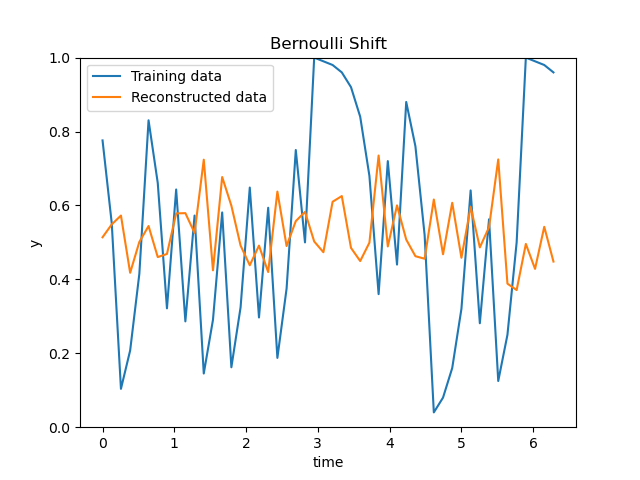 Bernoulli Shift
Training data
Reconstructed data
1.0
0.8
0.6
0.4
0.2
0.0
y
0 1 2 3 4 5 6
time